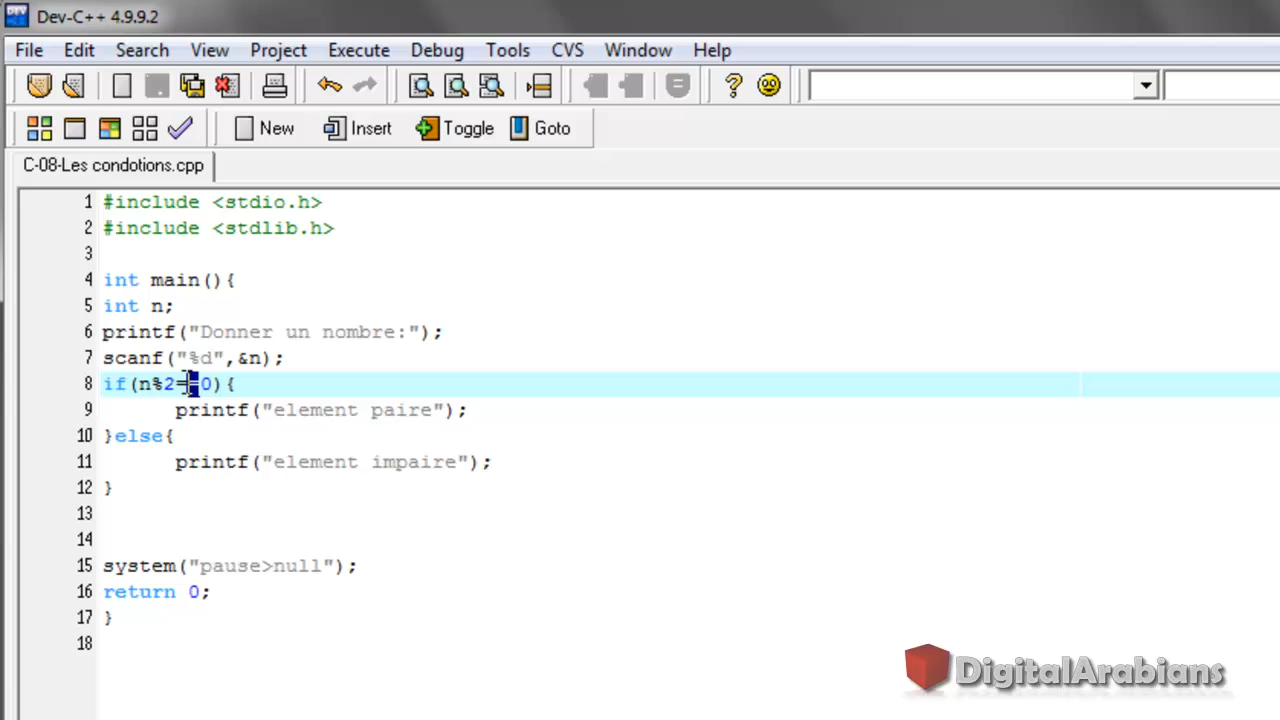 Dev-C++ 4.9.9.2
File Edit Search View Project Execute Debug Tools CVS Window Help
New Insert Toggle Goto
C-08-Les condotions.cpp
1 #include <stdio.h>
2 #include <stdlib.h>
3
4 int main(){
5 int n;
6 printf("Donner un nombre:");
7 scanf("%d",&n);
8 if(n%2==0){
9 printf("element paire");
10 }else{
11 printf("element impaire");
12 }
13
14
15 system("pause>null");
16 return 0;
17 }
18
DigitalArabians